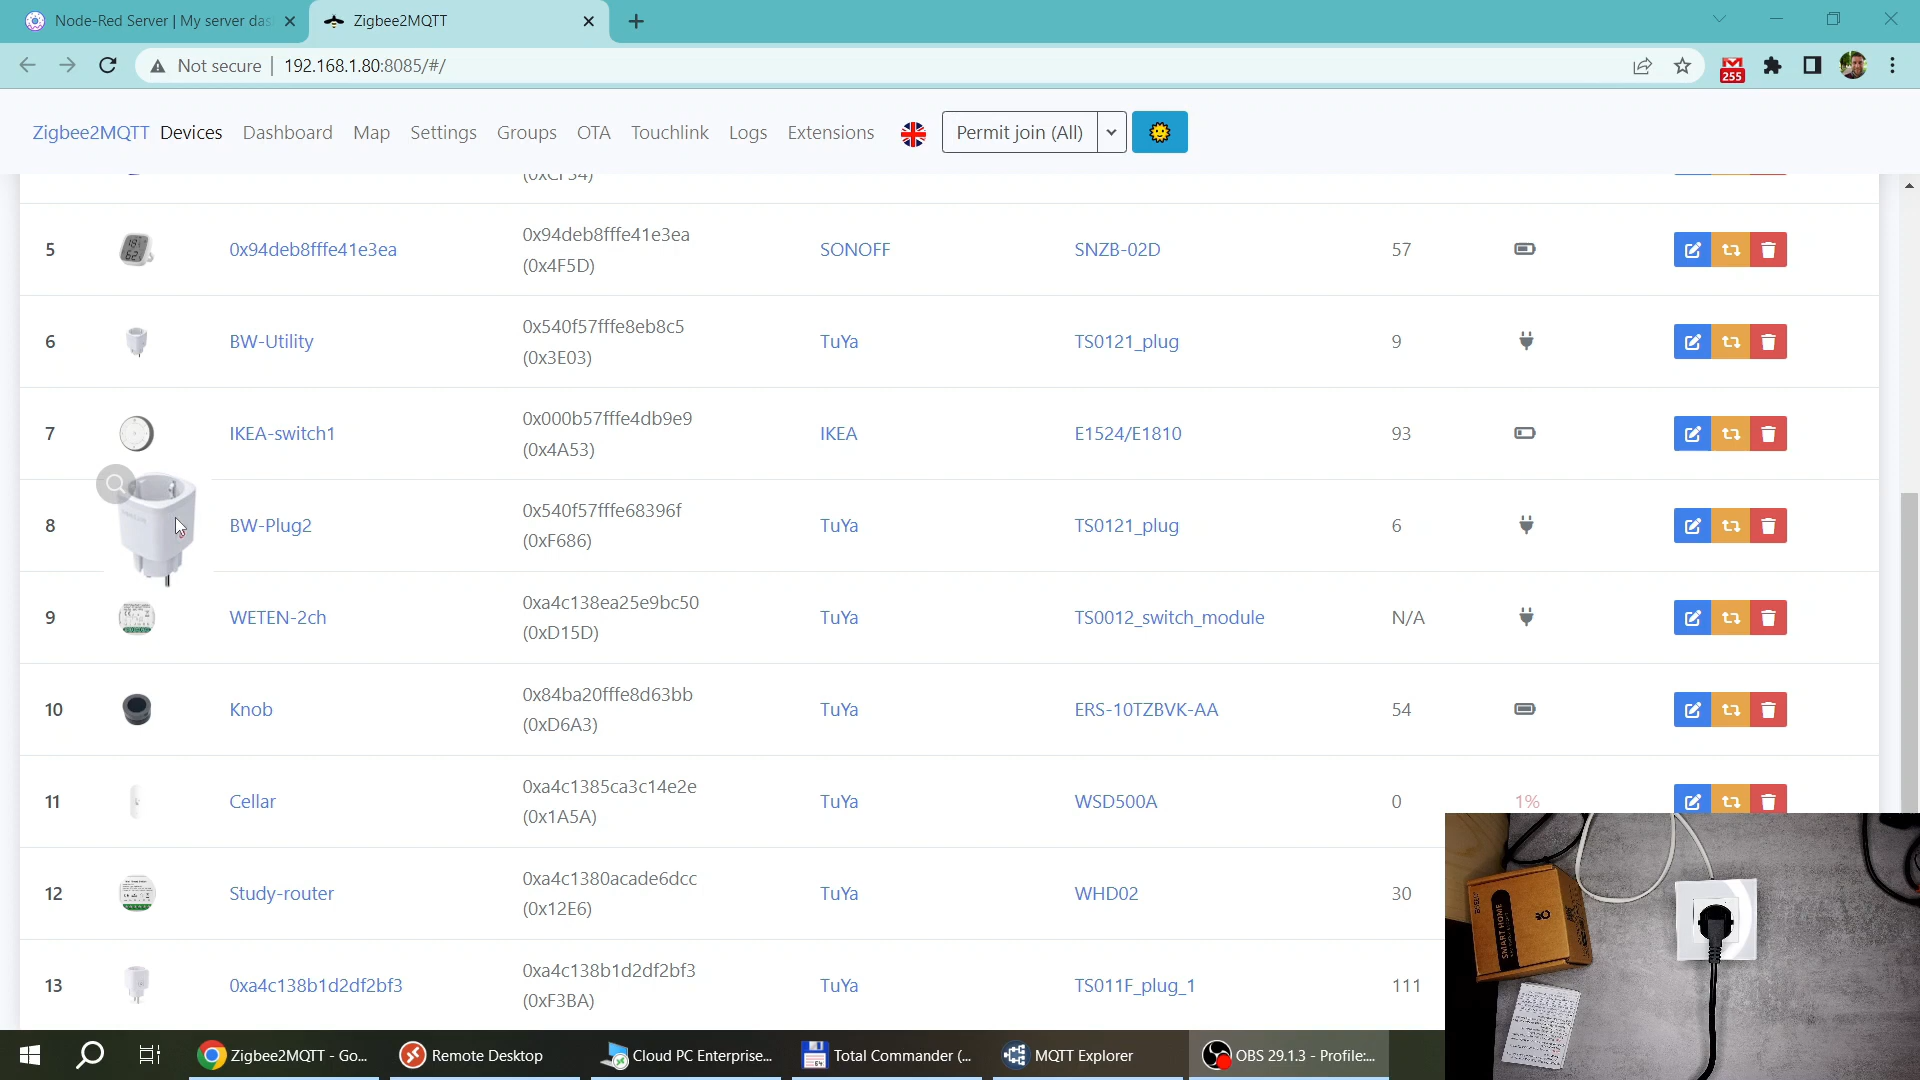 Node-Red Server | My server das
Zigbee2MQTT
Not secure
192.168.1.80:8085/#/
255
Zigbee2MQTT Devices Dashboard Map Settings Groups OTA Touchlink Logs Extensions Permit join (All)
5 0x94deb8fffe41e3ea 0x94deb8fffe41e3ea SONOFF SNZB-02D 57
(0x4F5D)
6 BW-Utility 0x540f57fffe8eb8c5 TuYa TS0121_plug 9
(0x3E03)
7 IKEA-switch1 0x000b57fffe4db9e9 IKEA E1524/E1810 93
(0x4A53)
8 BW-Plug2 0x540f57fffe68396f TuYa TS0121_plug 6
(0xF686)
9 WETEN-2ch 0xa4c138ea25e9bc50 TuYa TS0012_switch_module N/A
(0xD15D)
10 Knob 0x84ba20fffe8d63bb TuYa ERS-10TZBVK-AA 54
(0xD6A3)
11 Cellar 0xa4c1385ca3c14e2e TuYa WSD500A 0 1%
(0x1A5A)
12 Study-router 0xa4c1380acade6dcc TuYa WHD02 30
(0x12E6)
13 0xa4c138b1d2df2bf3 0xa4c138b1d2df2bf3 TuYa TS011F_plug_1 111
(0xF3BA)
SMART HOME
Zigbee2MQTT - Go...
Remote Desktop
Cloud PC Enterprise...
Total Commander (...
MQTT Explorer
OBS 29.1.3 - Profile:...